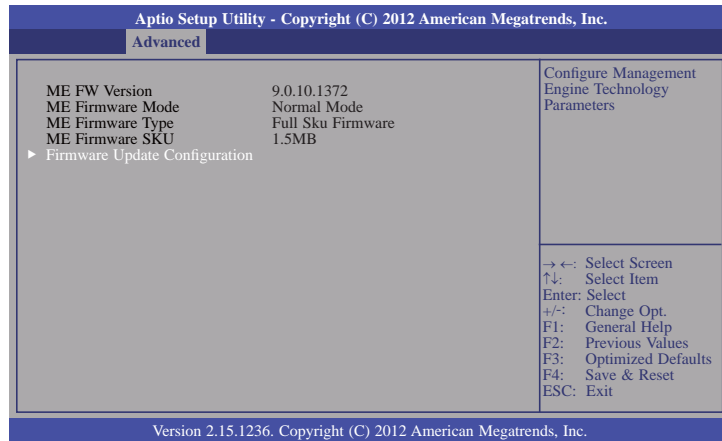 Aptio Setup Utility - Copyright (C) 2012 American Megatrends, Inc.
Advanced
ME FW Version 9.0.10.1372
ME Firmware Mode Normal Mode
ME Firmware Type Full Sku Firmware
ME Firmware SKU 1.5MB
▶ Firmware Update Configuration
Configure Management
Engine Technology
Parameters
→ ←: Select Screen
↑↓: Select Item
Enter: Select
+/-: Change Opt.
F1: General Help
F2: Previous Values
F3: Optimized Defaults
F4: Save & Reset
ESC: Exit
Version 2.15.1236. Copyright (C) 2012 American Megatrends, Inc.